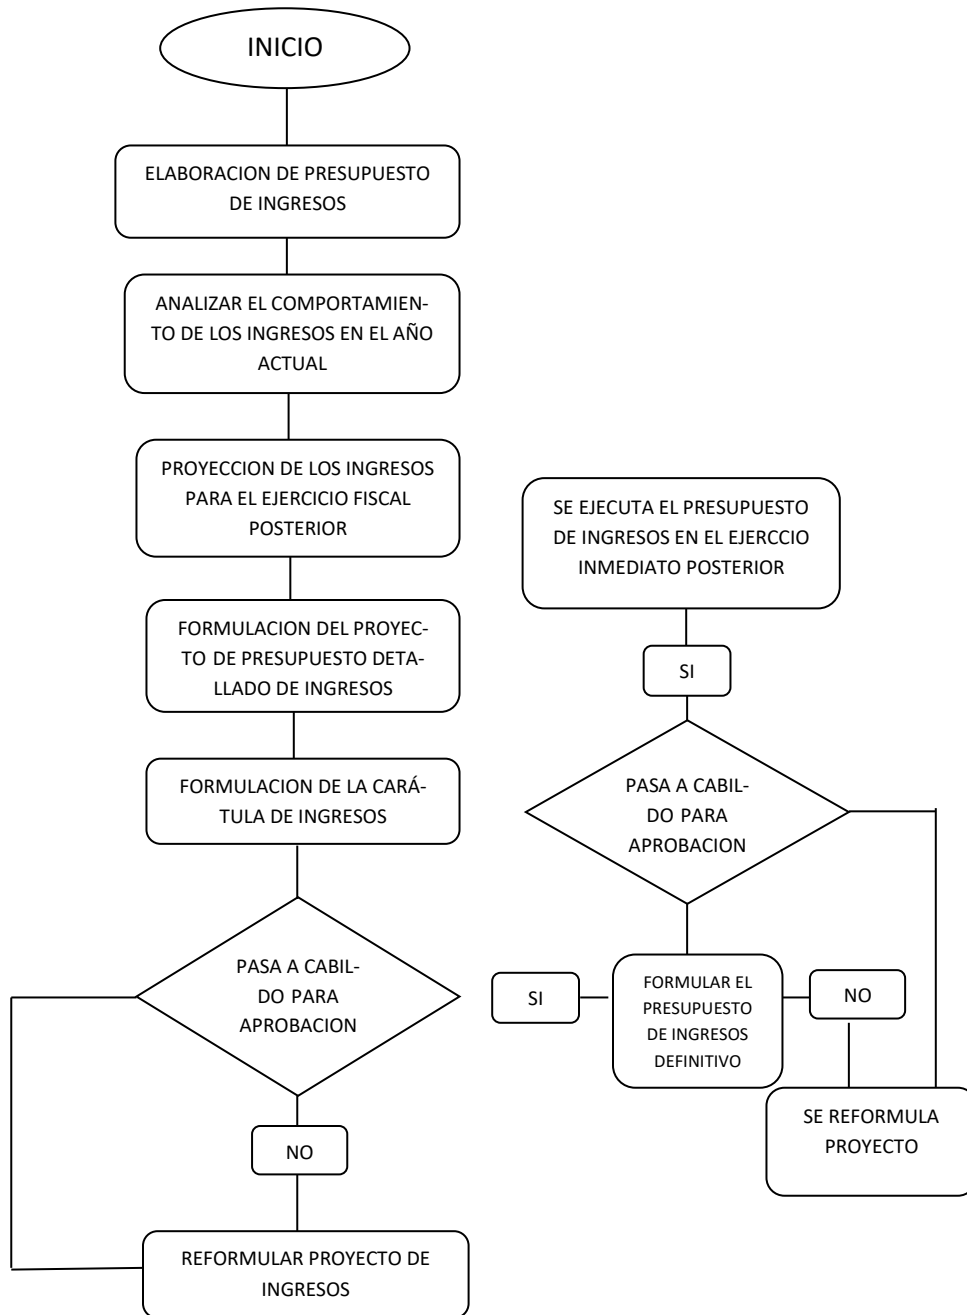 INICIO
ELABORACION DE PRESUPUESTO
DE INGRESOS
ANALIZAR EL COMPORTAMIEN-
TO DE LOS INGRESOS EN EL AÑO
ACTUAL
PROYECCION DE LOS INGRESOS
PARA EL EJERCICIO FISCAL
POSTERIOR
FORMULACION DEL PROYEC-
TO DE PRESUPUESTO DETA-
LLADO DE INGRESOS
FORMULACION DE LA CARÁ-
TULA DE INGRESOS
PASA A CABIL-
DO PARA
APROBACION
NO
REFORMULAR PROYECTO DE
INGRESOS
SE EJECUTA EL PRESUPUESTO
DE INGRESOS EN EL EJERCCIO
INMEDIATO POSTERIOR
SI
PASA A CABIL-
DO PARA
APROBACION
SI
FORMULAR EL
PRESUPUESTO
DE INGRESOS
DEFINITIVO
NO
SE REFORMULA
PROYECTO